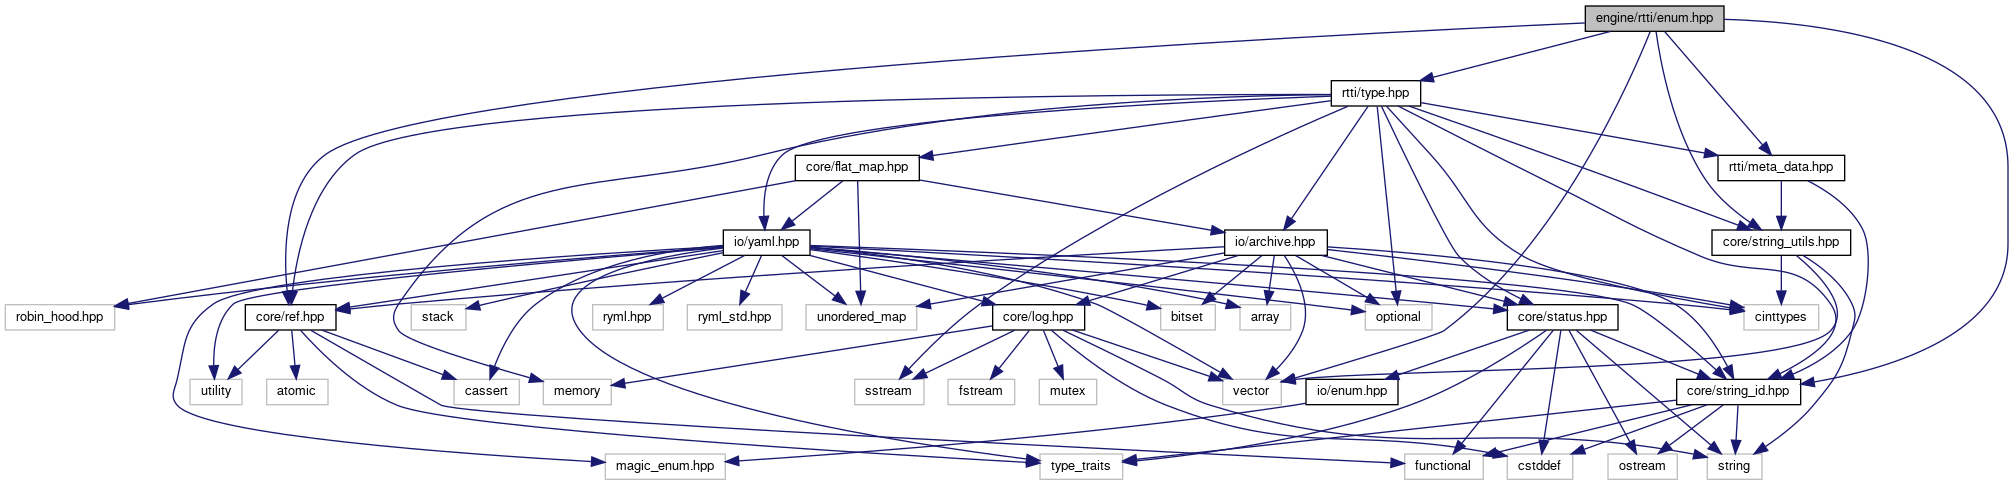 engine/rtti/enum.hpp
rtti/type.hpp
core/flat_map.hpp
rtti/meta_data.hpp
io/yaml.hpp
io/archive.hpp
core/string_utils.hpp
robin_hood.hpp
core/ref.hpp
stack
ryml.hpp
ryml_std.hpp
unordered_map
core/log.hpp
bitset
array
optional
core/status.hpp
cinttypes
utility
atomic
cassert
memory
sstream
fstream
mutex
vector
io/enum.hpp
core/string_id.hpp
magic_enum.hpp
type_traits
functional
cstddef
ostream
string